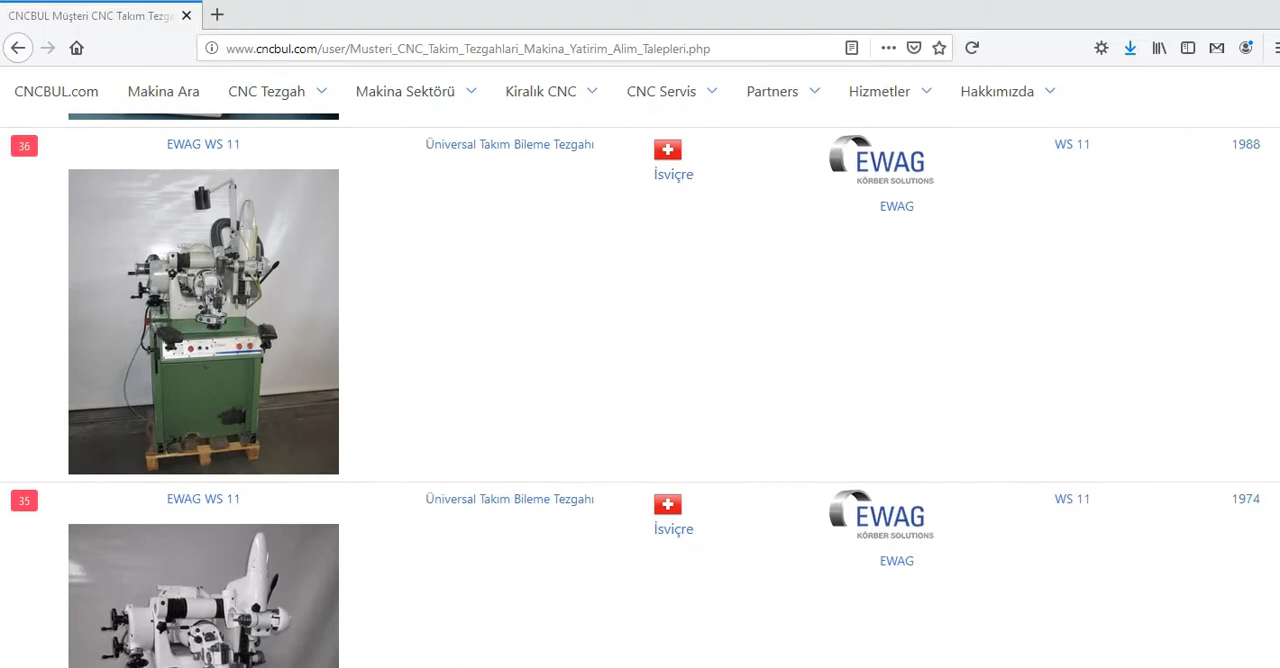 CNCBUL Müşteri CNC Takım Tezga
www.cncbul.com/user/Musteri_CNC_Takim_Tezgahlari_Makina_Yatirim_Alim_Talepleri.php
CNCBUL.com Makina Ara CNC Tezgah Makina Sektörü Kiralık CNC CNC Servis Partners Hizmetler Hakkımızda
36 EWAG WS 11 Üniversal Takım Bileme Tezgahı EWAG WS 11 1988
KÖRBER SOLUTIONS
İsviçre
EWAG
35 EWAG WS 11 Üniversal Takım Bileme Tezgahı EWAG WS 11 1974
KÖRBER SOLUTIONS
İsviçre
EWAG